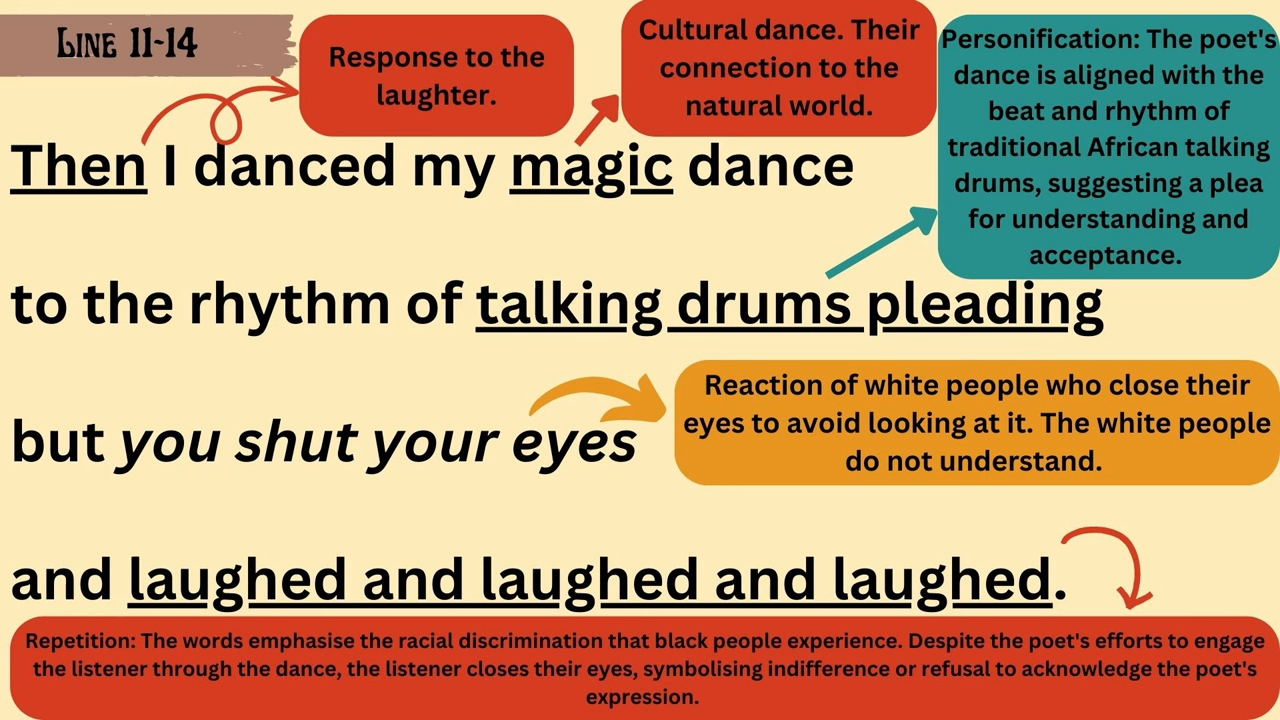 Line 11-14
Response to the
laughter.
Cultural dance. Their
connection to the
natural world.
Personification: The poet's
dance is aligned with the
beat and rhythm of
traditional African talking
drums, suggesting a plea
for understanding and
acceptance.
Then I danced my magic dance
to the rhythm of talking drums pleading
Reaction of white people who close their
eyes to avoid looking at it. The white people
do not understand.
but you shut your eyes
and laughed and laughed and laughed.
Repetition: The words emphasise the racial discrimination that black people experience. Despite the poet's efforts to engage
the listener through the dance, the listener closes their eyes, symbolising indifference or refusal to acknowledge the poet's
expression.